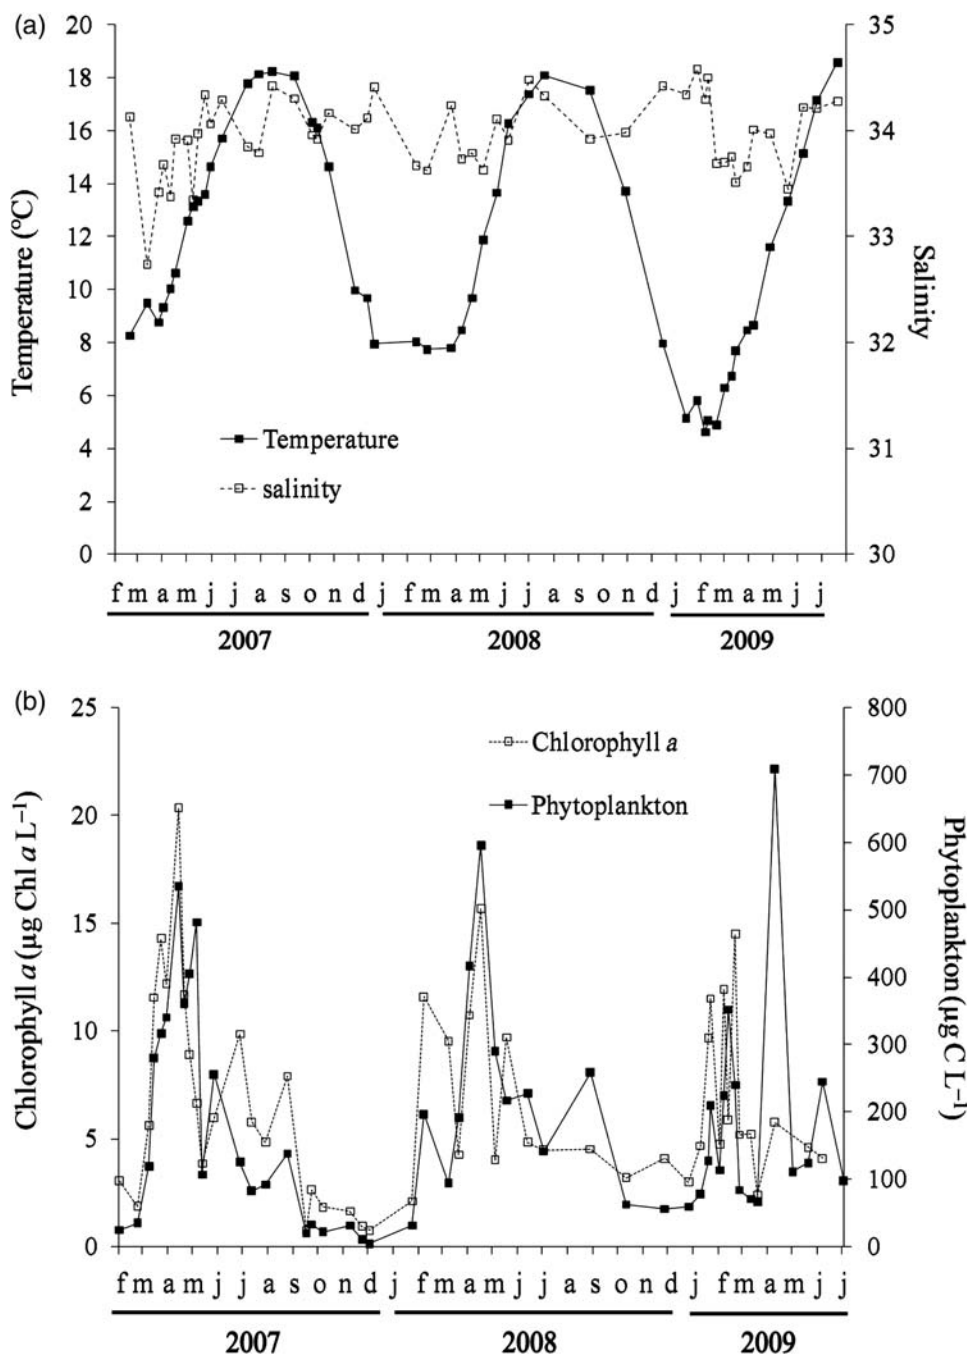 (a)
20
18
16
14
12
10
8
6
4
2
0
Temperature (ºC)
35
34
33
32
31
30
Salinity
Temperature
salinity
f m a m j j a s o n d j f m a m j j a s o n d j f m a m j j
2007 2008 2009
(b)
25
20
15
10
5
0
Chlorophyll a (µg Chl a L⁻¹)
800
700
600
500
400
300
200
100
0
Phytoplankton (µg C L⁻¹)
Chlorophyll a
Phytoplankton
f m a m j j a s o n d j f m a m j j a s o n d j f m a m j j
2007 2008 2009